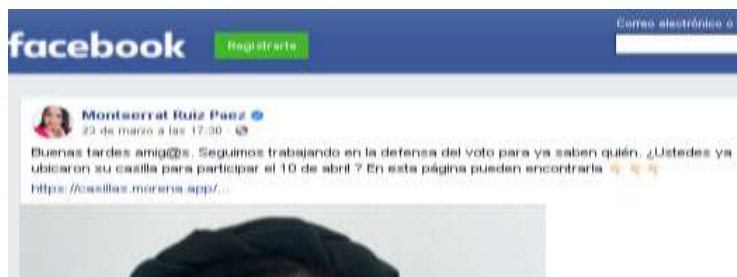 facebook
Registrarte
Correo electrónico o
Montserrat Ruiz Paez
23 de marzo a las 17:30 ·
Buenas tardes amig@s. Seguimos trabajando en la defensa del voto para ya saben quién. ¿Ustedes ya
ubicaron su casilla para participar el 10 de abril ? En esta página pueden encontrarla 👇🏻👇🏻👇🏻
https://casillas.morena.app/...